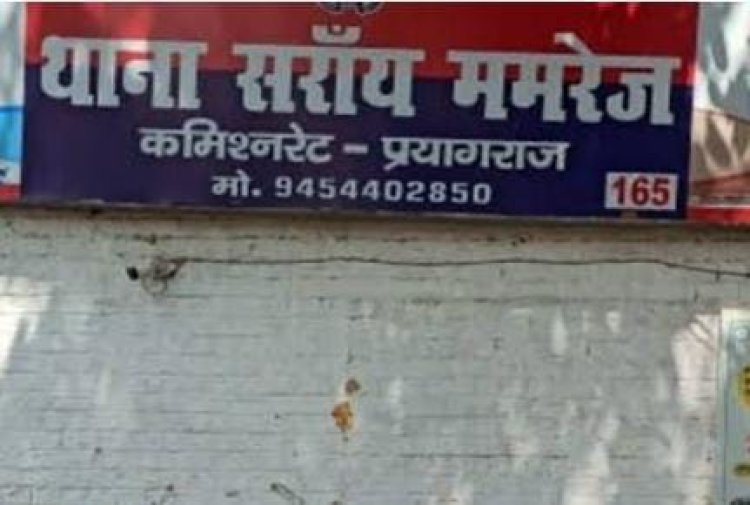 थाना सरॉय ममरेज
कमिश्नरेट - प्रयागराज
मो. 9454402850
165